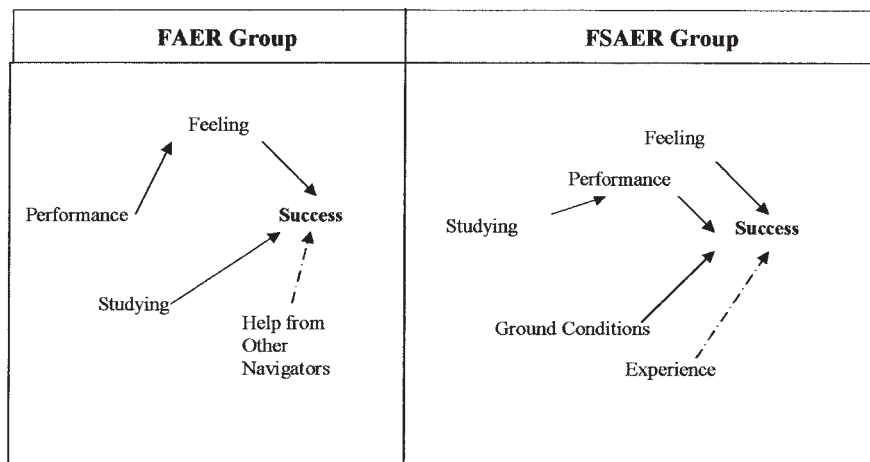 FAER Group
FSAER Group
Feeling
Performance
Success
Studying
Help from
Other
Navigators
Feeling
Performance
Studying
Success
Ground Conditions
Experience